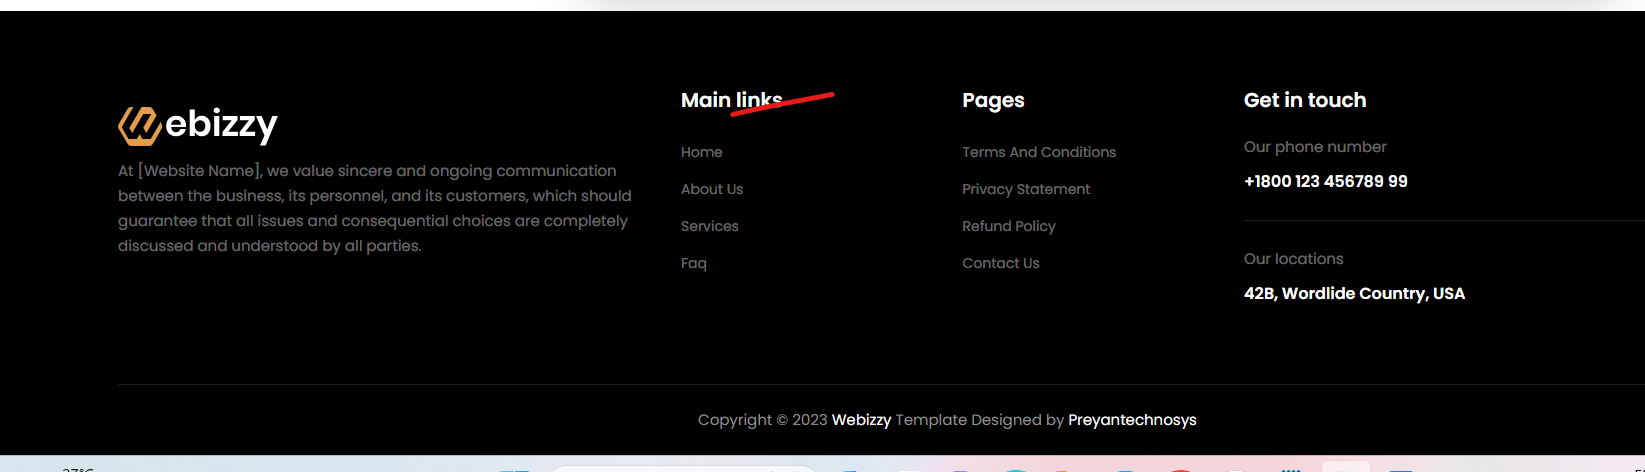 ebizzy
At [Website Name], we value sincere and ongoing communication
between the business, its personnel, and its customers, which should
guarantee that all issues and consequential choices are completely
discussed and understood by all parties.
Main links
Home
About Us
Services
Faq
Pages
Terms And Conditions
Privacy Statement
Refund Policy
Contact Us
Get in touch
Our phone number
+1800 123 456789 99
Our locations
42B, Wordlide Country, USA
Copyright © 2023 Webizzy Template Designed by Preyantechnosys